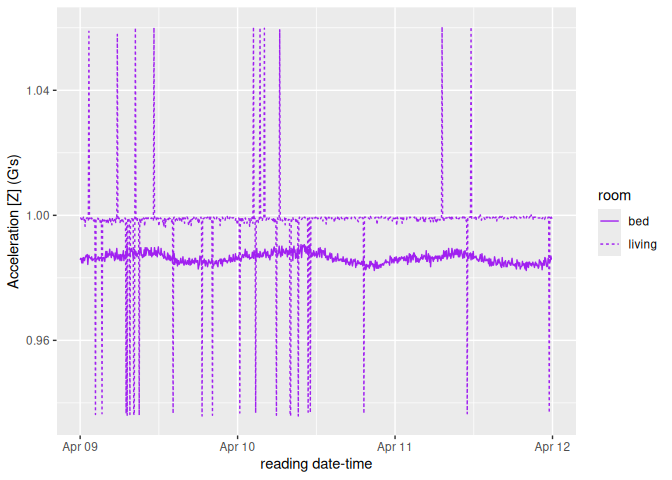 1.04
1.00
0.96
Acceleration [Z] (G's)
Apr 09
Apr 10
Apr 11
Apr 12
reading date-time
room
bed
living